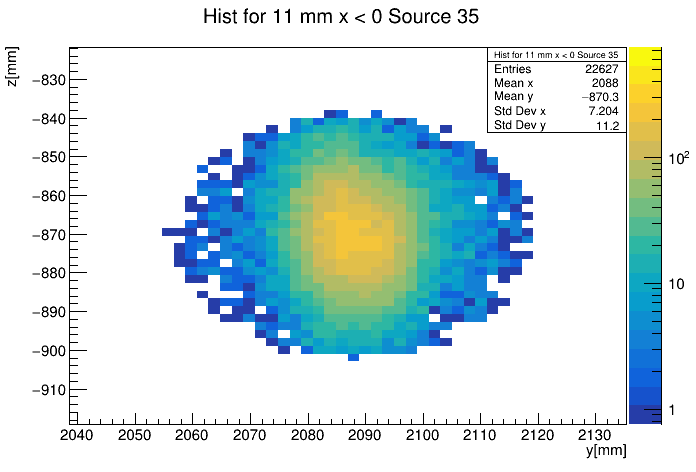 Hist for 11 mm x < 0 Source 35
z[mm]
Hist for 11 mm x < 0 Source 35
Entries 22627
Mean x 2088
Mean y −870.3
Std Dev x 7.204
Std Dev y 11.2
−830
−840
−850
−860
−870
−880
−890
−900
−910
10²
10
1
2040 2050 2060 2070 2080 2090 2100 2110 2120 2130
y[mm]